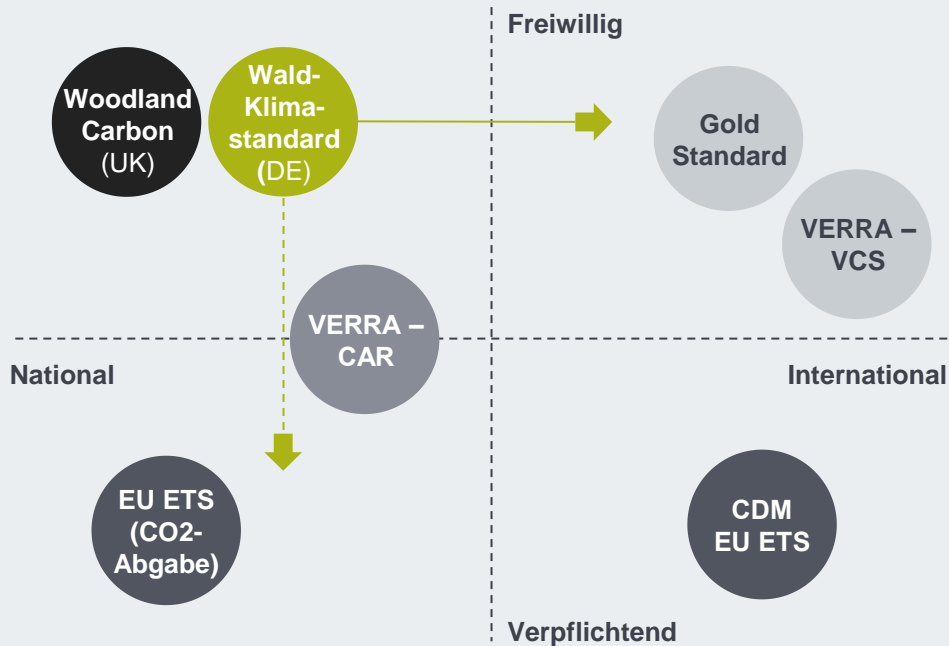 Freiwillig
Woodland
Carbon
(UK)
Wald-
Klima-
standard
(DE)
Gold
Standard
VERRA –
VCS
VERRA –
CAR
National
International
EU ETS
(CO2-
Abgabe)
CDM
EU ETS
Verpflichtend